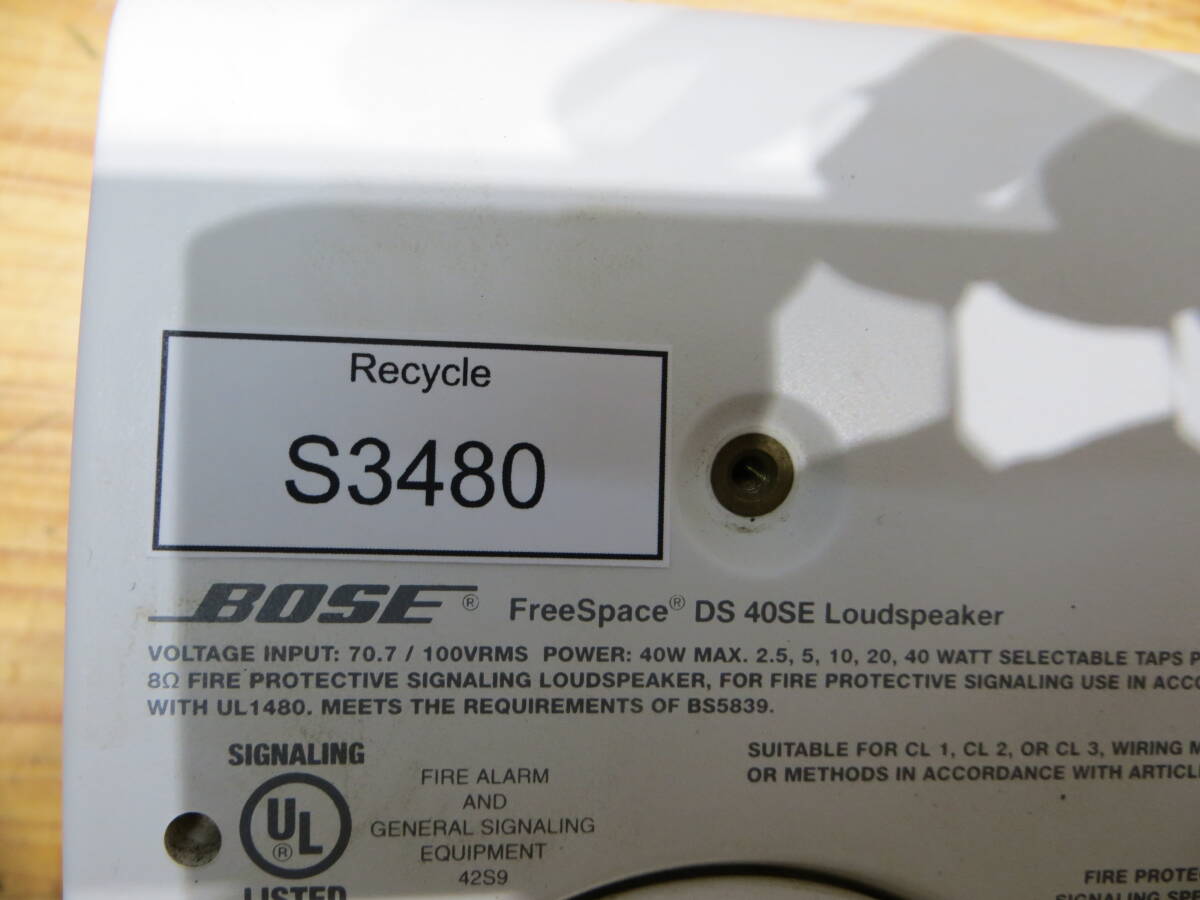 Recycle
S3480
BOSE® FreeSpace® DS 40SE Loudspeaker
VOLTAGE INPUT: 70.7 / 100VRMS POWER: 40W MAX. 2.5, 5, 10, 20, 40 WATT SELECTABLE TAPS
8Ω FIRE PROTECTIVE SIGNALING LOUDSPEAKER, FOR FIRE PROTECTIVE SIGNALING USE IN
WITH UL1480. MEETS THE REQUIREMENTS OF BS5839.
SIGNALING
UL®
LISTED
FIRE ALARM
AND
GENERAL SIGNALING
EQUIPMENT
42S9
SUITABLE FOR CL 1, CL 2, OR CL 3, WIRING
OR METHODS IN ACCORDANCE WITH
FIRE
SIGNALING